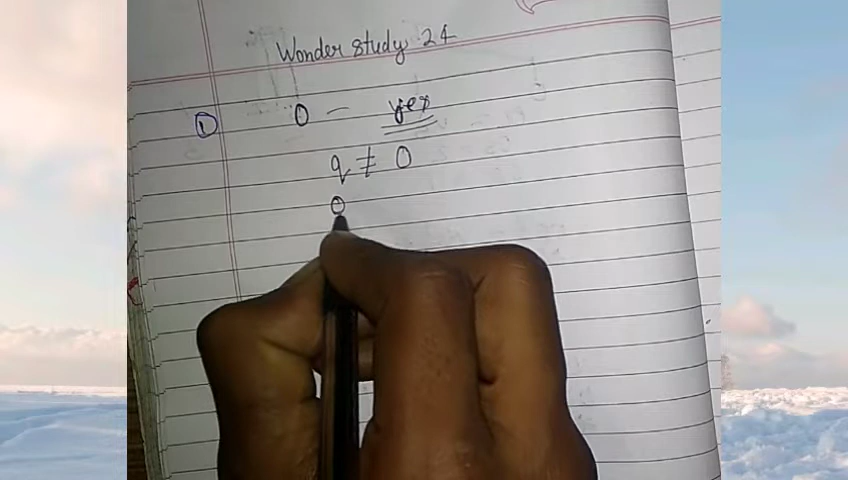 Wonder study 24
① 0 - yes
q ≠ 0
0